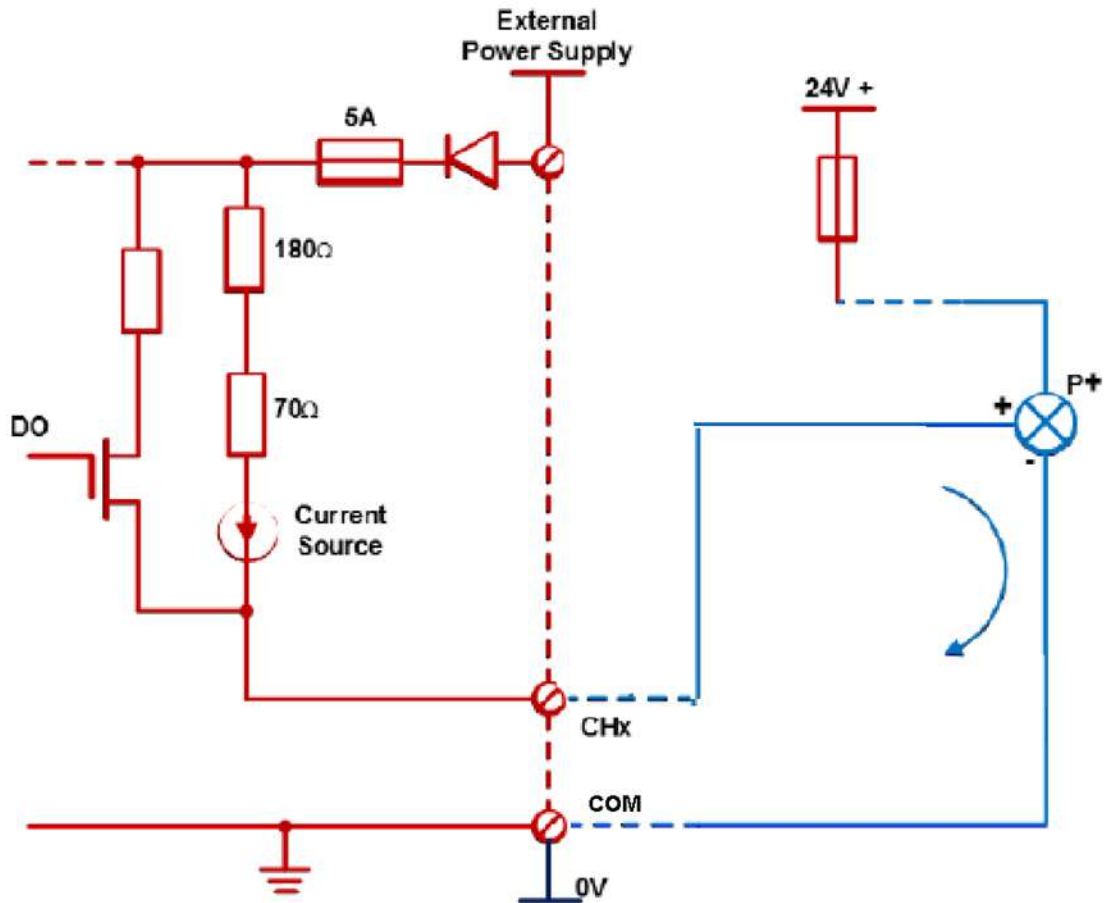 External
Power Supply
24V +
5A
180Ω
70Ω
P+
+
-
DO
Current
Source
CHx
COM
0V